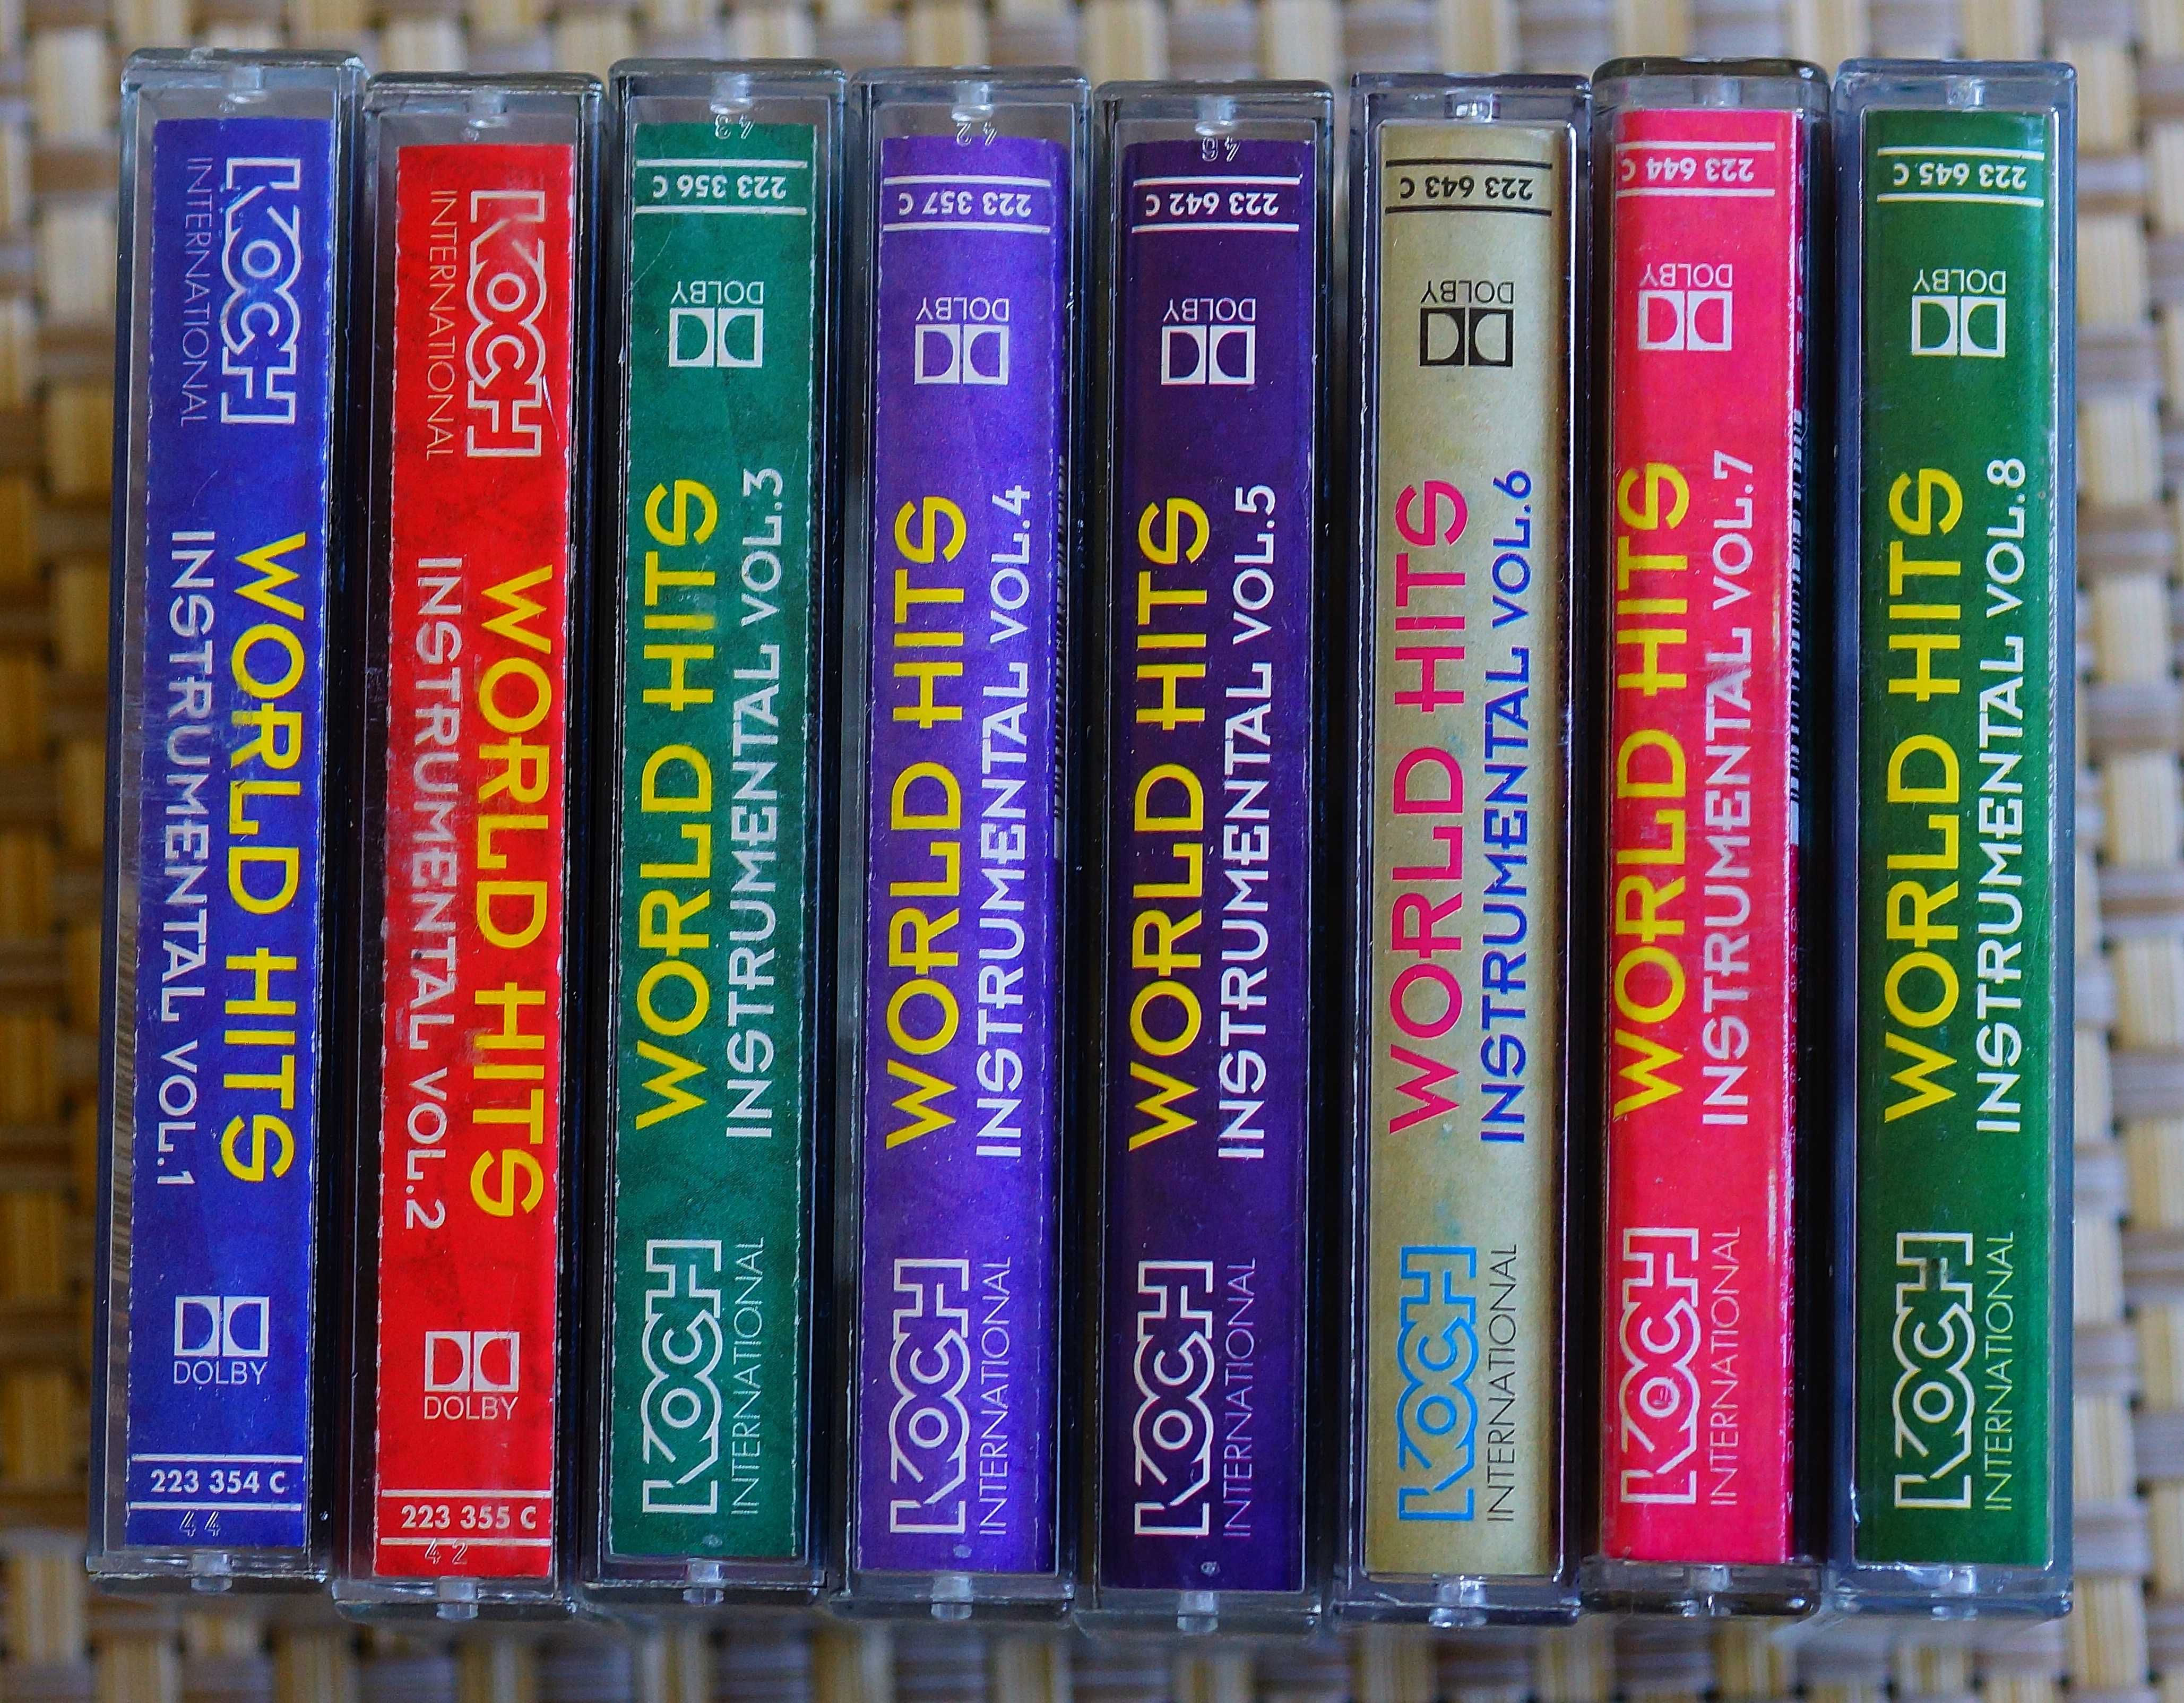 KOCH
INTERNATIONAL
WORLD HITS
INSTRUMENTAL VOL.1
DOLBY
223 354 C
44
KOCH
INTERNATIONAL
WORLD HITS
INSTRUMENTAL VOL.2
DOLBY
223 355 C
42
KOCH
INTERNATIONAL
WORLD HITS
INSTRUMENTAL VOL.3
DOLBY
223 356 C
KOCH
INTERNATIONAL
WORLD HITS
INSTRUMENTAL VOL.4
DOLBY
223 357 C
42
KOCH
INTERNATIONAL
WORLD HITS
INSTRUMENTAL VOL.5
DOLBY
223 642 C
KOCH
INTERNATIONAL
WORLD HITS
INSTRUMENTAL VOL.6
DOLBY
223 643 C
KOCH
INTERNATIONAL
WORLD HITS
INSTRUMENTAL VOL.7
DOLBY
223 644 C
KOCH
INTERNATIONAL
WORLD HITS
INSTRUMENTAL VOL.8
DOLBY
223 645 C